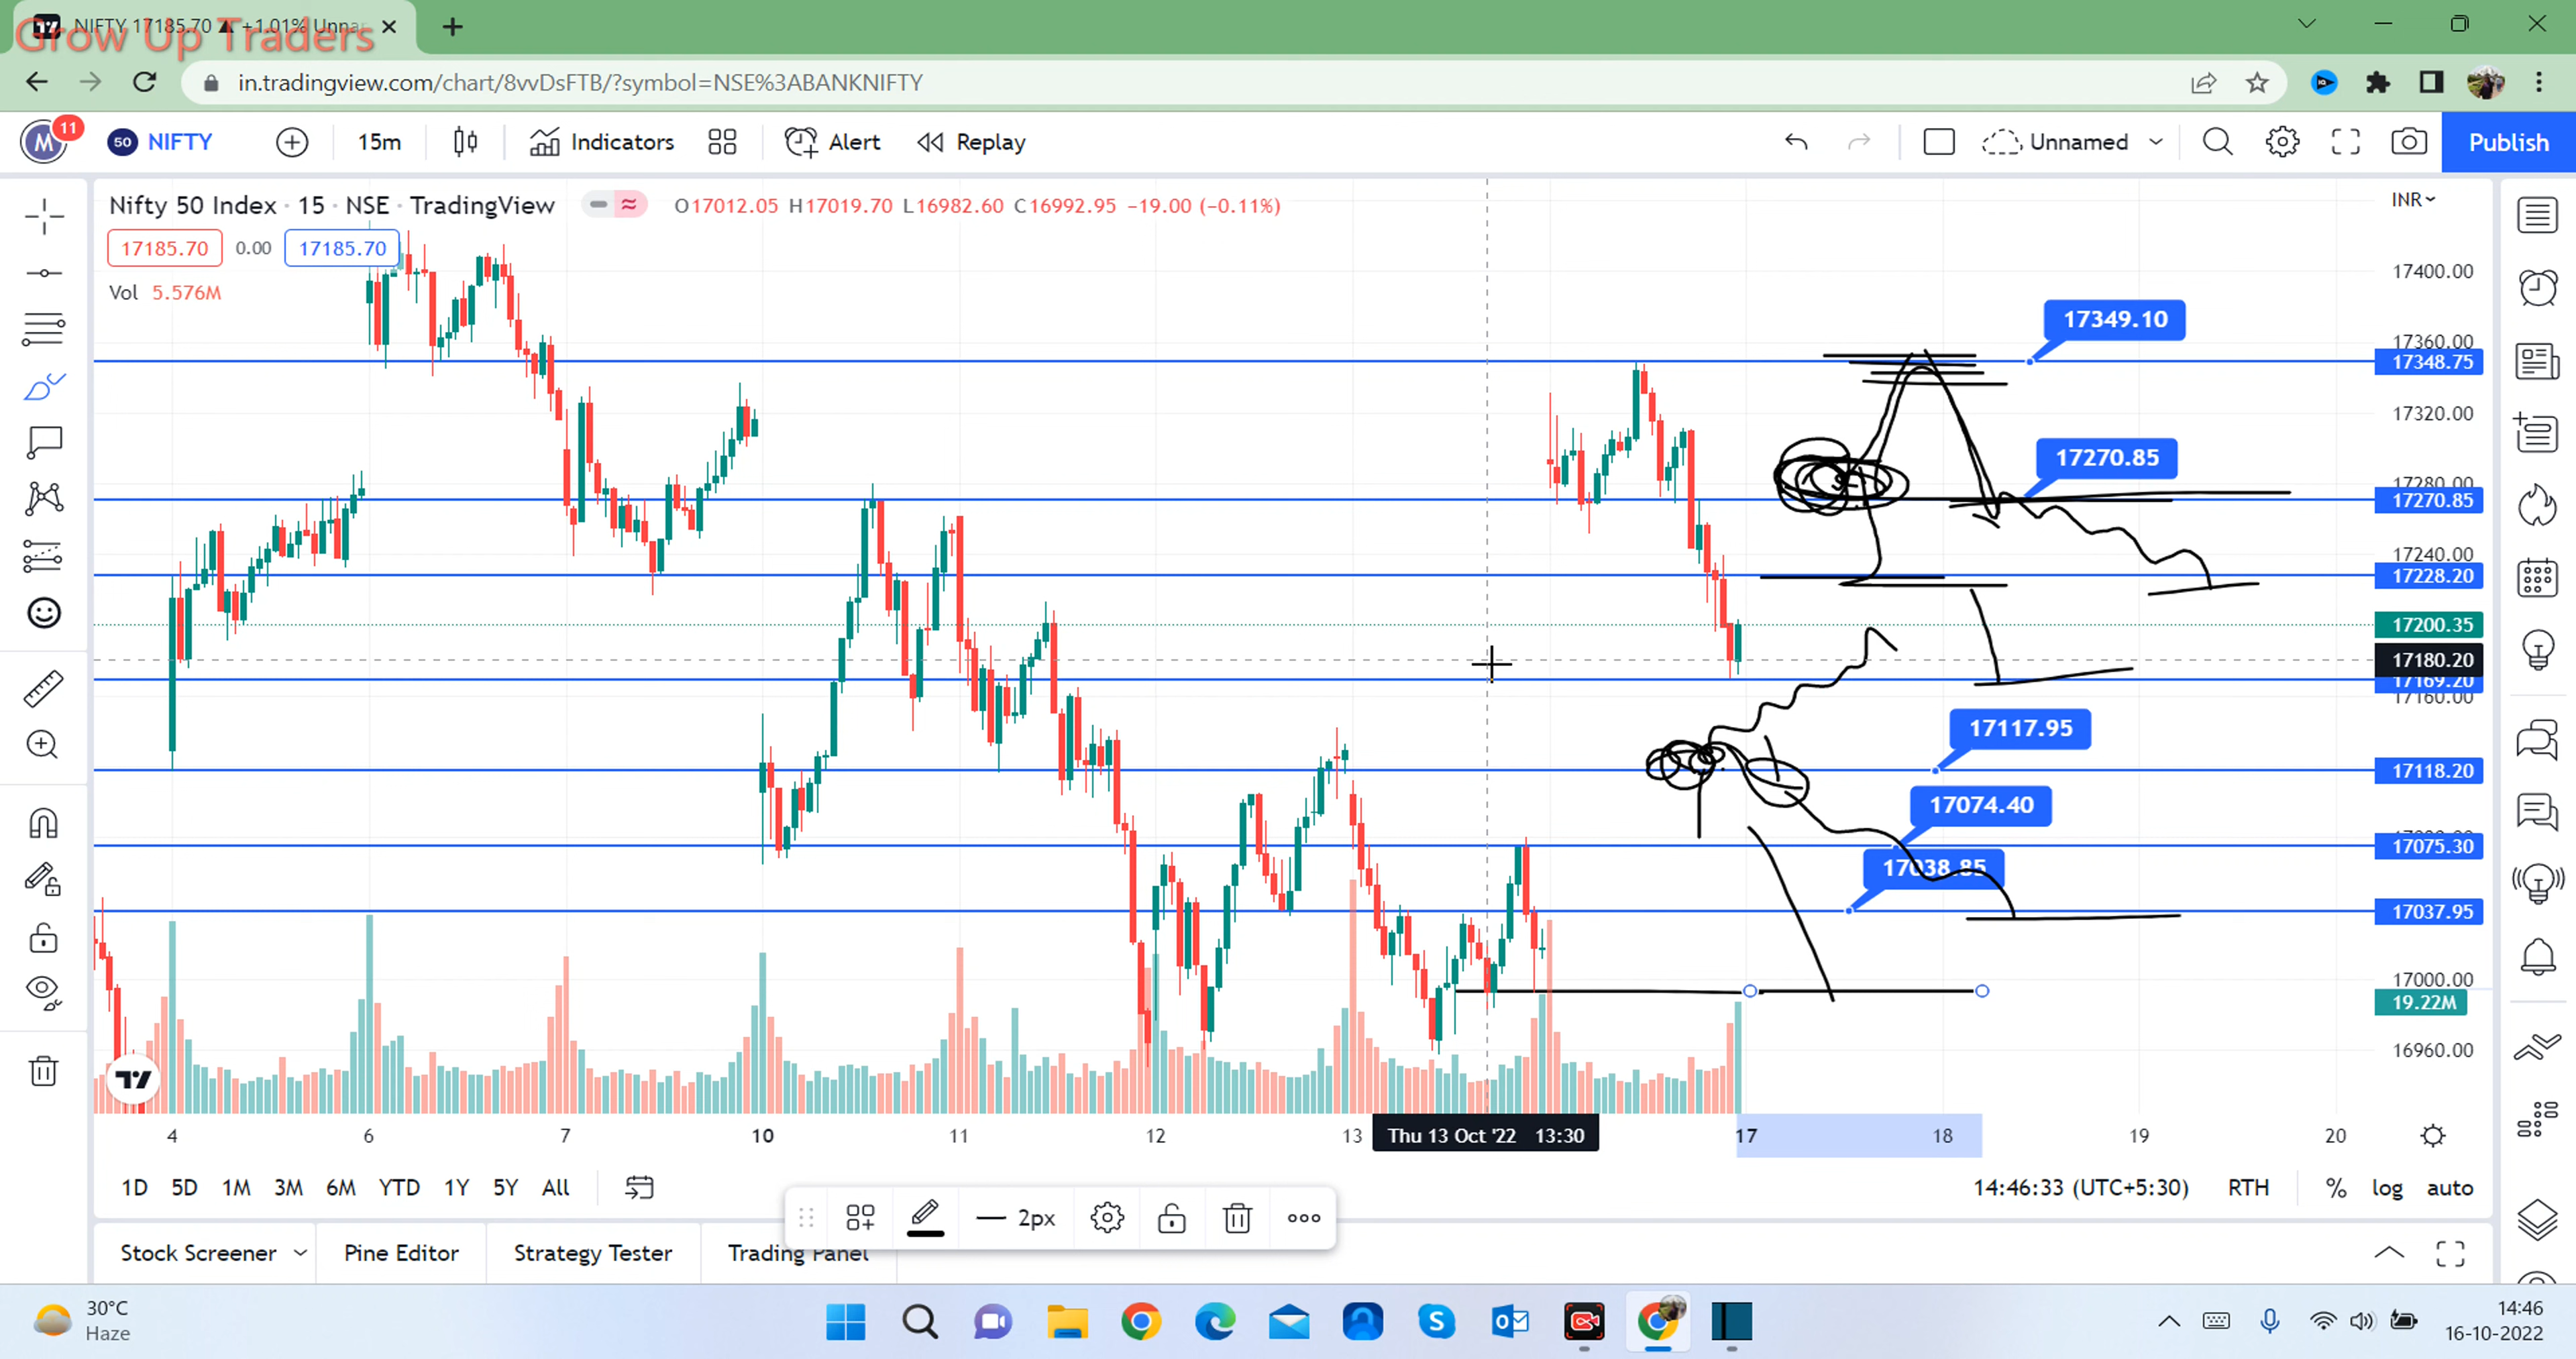 NIFTY 17185.70 ▲ +1.01% Unna
Grow Up Traders
in.tradingview.com/chart/8vvDsFTB/?symbol=NSE%3ABANKNIFTY
M 11 50 NIFTY 15m Indicators Alert Replay Unnamed Publish
Nifty 50 Index · 15 · NSE · TradingView O17012.05 H17019.70 L16982.60 C16992.95 −19.00 (−0.11%)
INR
17185.70 0.00 17185.70
Vol 5.576M
17400.00
17349.10
17360.00
17348.75
17320.00
17270.85
17280.00
17270.85
17240.00
17228.20
17200.35
17180.20
17169.20
17160.00
17117.95
17118.20
17074.40
17075.30
17038.85
17037.95
17000.00
19.22M
16960.00
4 6 7 10 11 12 13 Thu 13 Oct '22 13:30 17 18 19 20
1D 5D 1M 3M 6M YTD 1Y 5Y All 14:46:33 (UTC+5:30) RTH % log auto
2px
Stock Screener Pine Editor Strategy Tester Trading Panel
30°C
Haze
14:46
16-10-2022